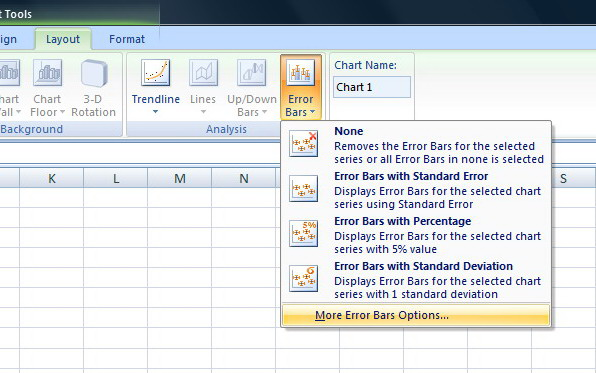 t Tools
ign Layout Format
Chart Name:
Chart 1
hart Chart 3-D Trendline Lines Up/Down Error
all Floor Rotation Bars Bars
Background Analysis
None
Removes the Error Bars for the selected
series or all Error Bars in none is selected
Error Bars with Standard Error
Displays Error Bars for the selected chart
series using Standard Error
Error Bars with Percentage
Displays Error Bars for the selected chart
series with 5% value
Error Bars with Standard Deviation
Displays Error Bars for the selected chart
series with 1 standard deviation
More Error Bars Options...
K L M N S
5%